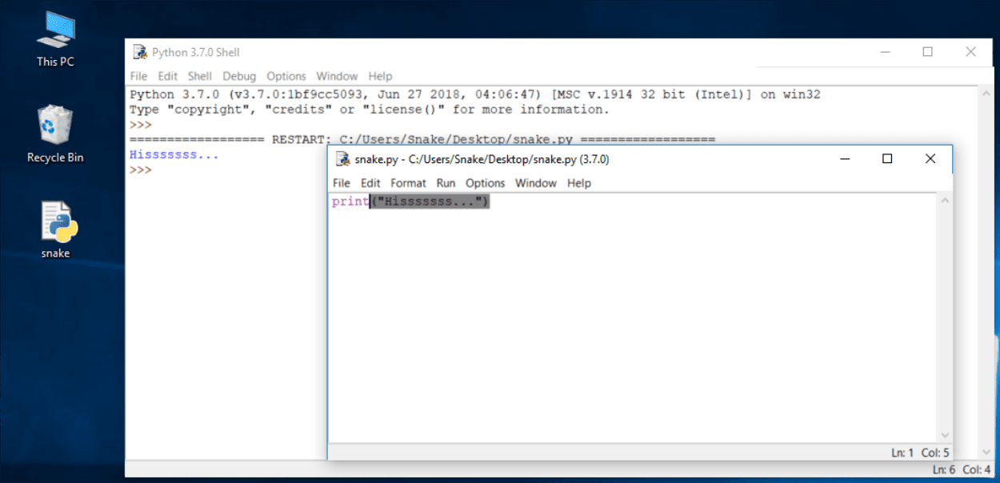 This PC
Recycle Bin
snake
Python 3.7.0 Shell
File Edit Shell Debug Options Window Help
Python 3.7.0 (v3.7.0:1bf9cc5093, Jun 27 2018, 04:06:47) [MSC v.1914 32 bit (Intel)] on win32
Type "copyright", "credits" or "license()" for more information.
>>>
================== RESTART: C:/Users/Snake/Desktop/snake.py ==================
Hisssssss...
>>>
snake.py - C:/Users/Snake/Desktop/snake.py (3.7.0)
File Edit Format Run Options Window Help
print("Hisssssss...")
Ln: 1 Col: 5
Ln: 6 Col: 4